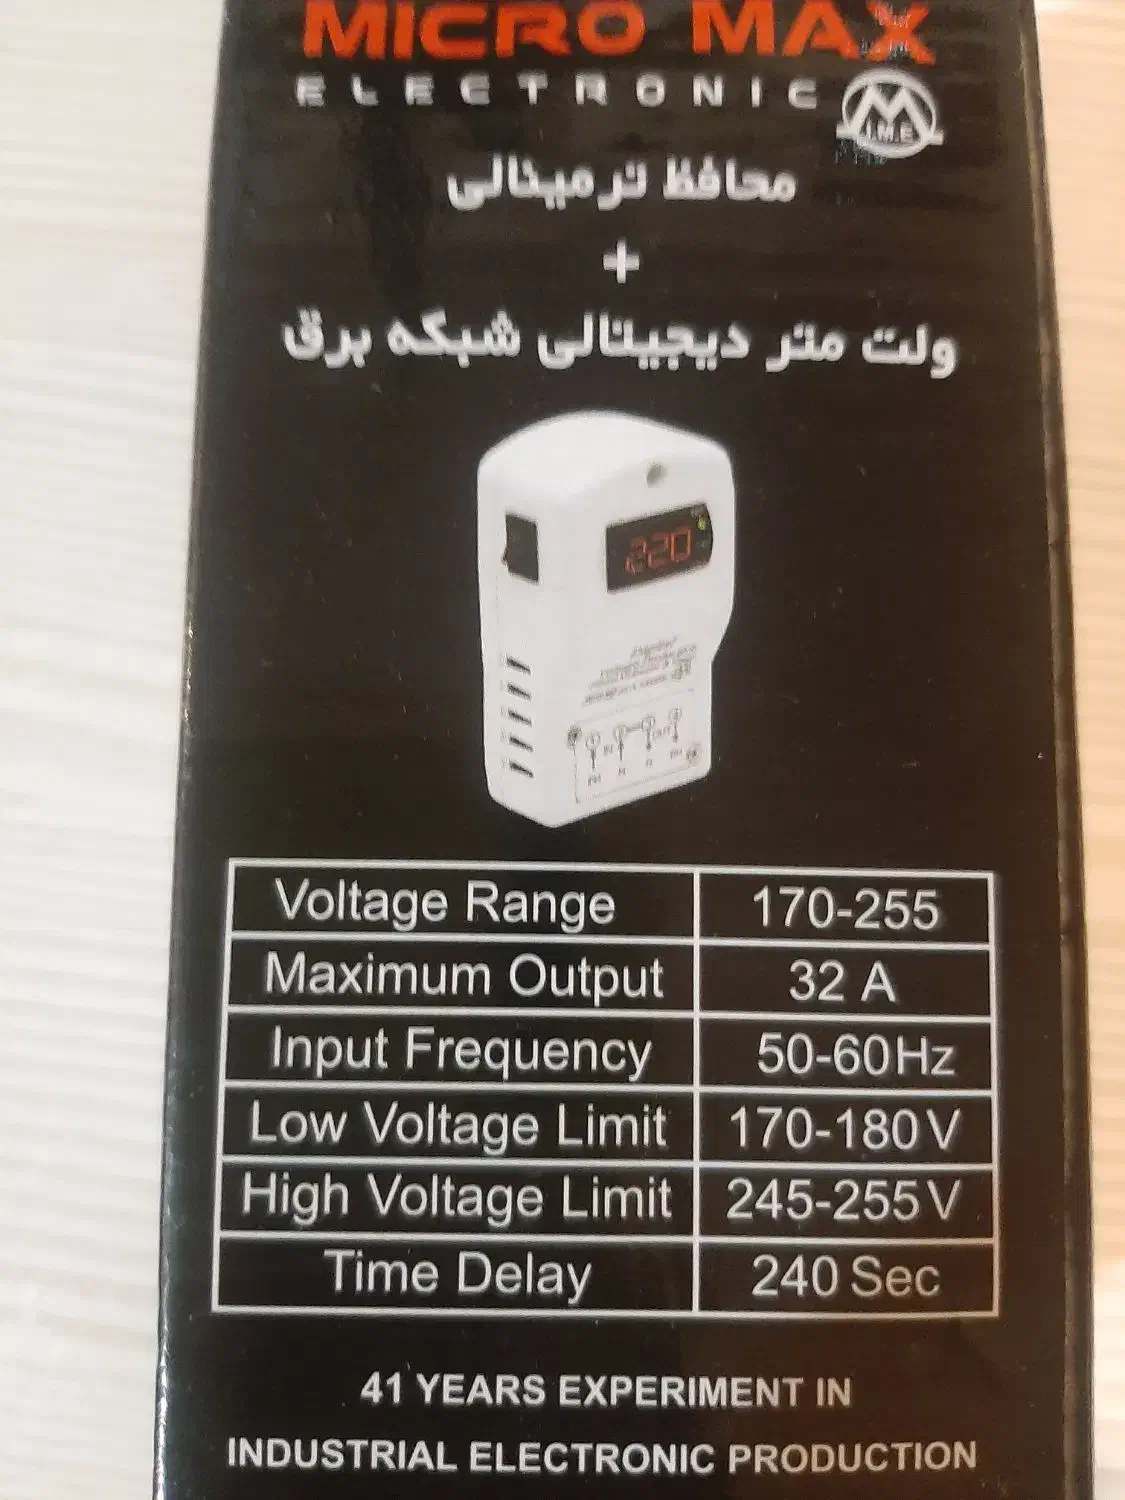 MICRO MAX
ELECTRONIC
I.M.E
محافظ ترمینالی
+
ولت متر دیجیتالی شبکه برق
220
IN OUT
Voltage Range 170-255
Maximum Output 32 A
Input Frequency 50-60Hz
Low Voltage Limit 170-180V
High Voltage Limit 245-255V
Time Delay 240 Sec
41 YEARS EXPERIMENT IN
INDUSTRIAL ELECTRONIC PRODUCTION